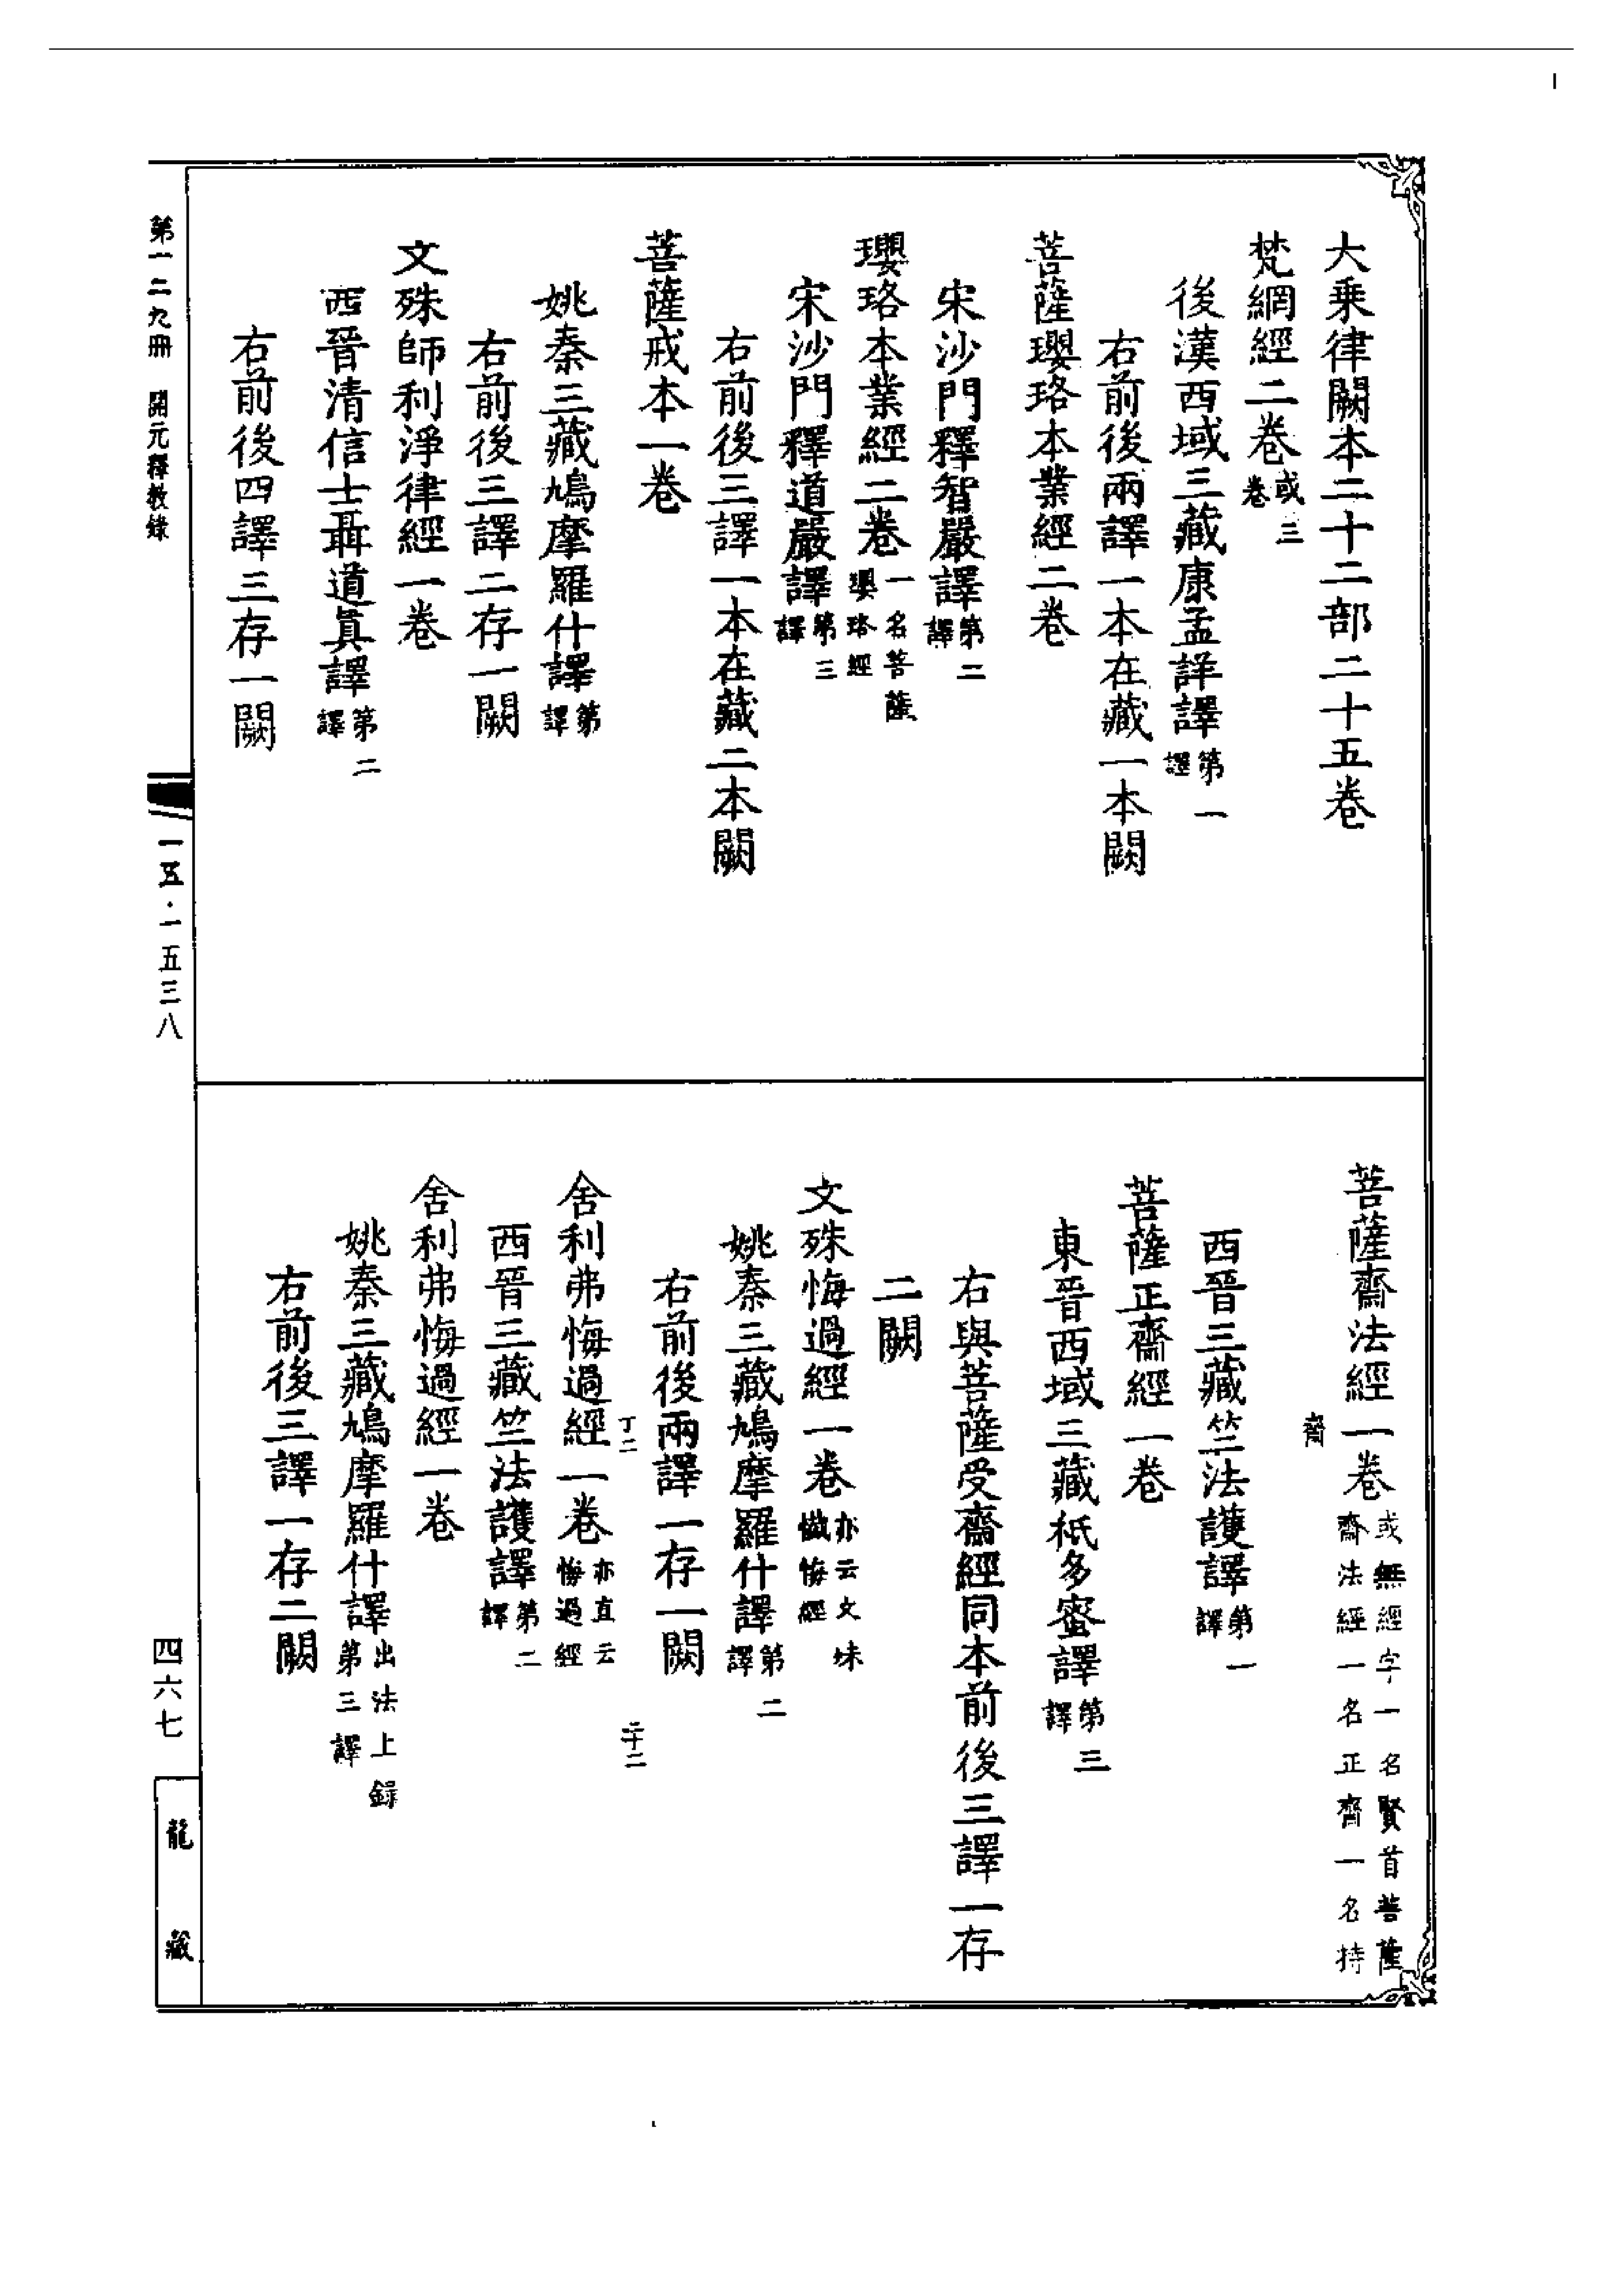 大乘律闕本二十二部二十五卷
梵網經二卷或三卷
後漢西域三藏康孟詳譯第一譯
右前後兩譯一本在藏一本闕
菩薩瓔珞本業經二卷
宋沙門釋智嚴譯第二譯
瓔珞本業經二卷一名菩薩瓔珞經
宋沙門釋道嚴譯第三譯
右前後三譯一本在藏二本闕
菩薩戒本一卷
姚秦三藏鳩摩羅什譯第譯
右前後三譯二存一闕
文殊師利淨律經一卷
西晉清信士聶道眞譯第二譯
右前後四譯三存一闕
菩薩齋法經一卷或無經字一名賢首菩薩齋法經一名正齋一名持
齋
西晉三藏竺法護譯第一譯
菩薩正齋經一卷
東晉西域三藏祇多蜜譯第三譯
右與菩薩受齋經同本前後三譯一存
二闕
文殊悔過經一卷亦云文殊懺悔經
姚秦三藏鳩摩羅什譯第二譯
右前後兩譯一存一闕
丁二 二十二
舍利弗悔過經一卷亦直云悔過經
西晉三藏竺法護譯第二譯
舍利弗悔過經一卷
姚秦三藏鳩摩羅什譯出法上錄第三譯
右前後三譯一存二闕
第一二九冊 開元釋教錄
一五·一五三八
四六七
龍藏